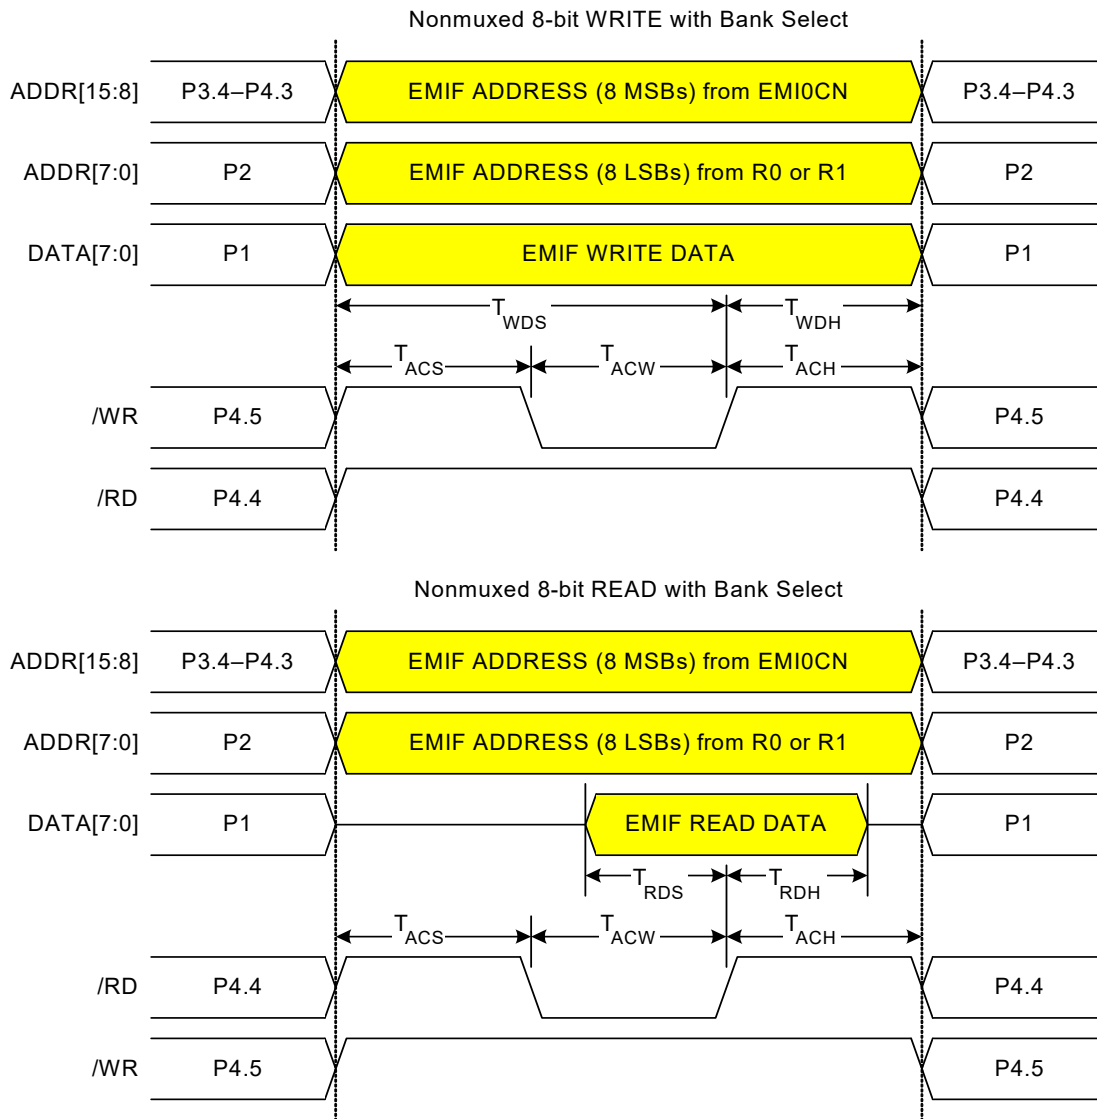 Nonmuxed 8-bit WRITE with Bank Select
ADDR[15:8] P3.4–P4.3 EMIF ADDRESS (8 MSBs) from EMI0CN P3.4–P4.3
ADDR[7:0] P2 EMIF ADDRESS (8 LSBs) from R0 or R1 P2
DATA[7:0] P1 EMIF WRITE DATA P1
TWDS TWDH
TACS TACW TACH
/WR P4.5 P4.5
/RD P4.4 P4.4
Nonmuxed 8-bit READ with Bank Select
ADDR[15:8] P3.4–P4.3 EMIF ADDRESS (8 MSBs) from EMI0CN P3.4–P4.3
ADDR[7:0] P2 EMIF ADDRESS (8 LSBs) from R0 or R1 P2
DATA[7:0] P1 EMIF READ DATA P1
TRDS TRDH
TACS TACW TACH
/RD P4.4 P4.4
/WR P4.5 P4.5